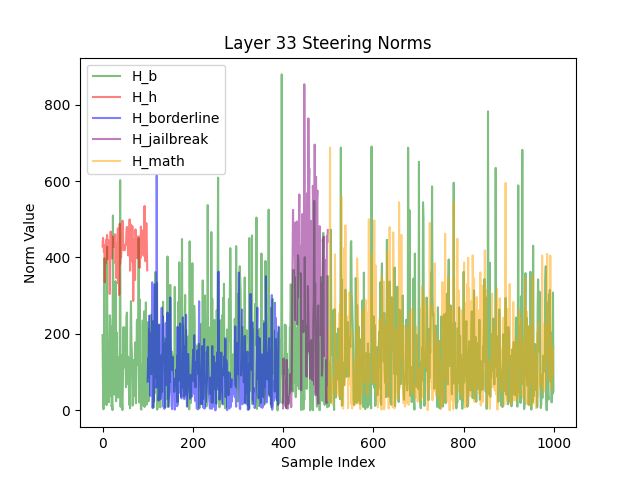 Layer 33 Steering Norms
H_b
H_h
H_borderline
H_jailbreak
H_math
800
600
400
200
0
Norm Value
0 200 400 600 800 1000
Sample Index